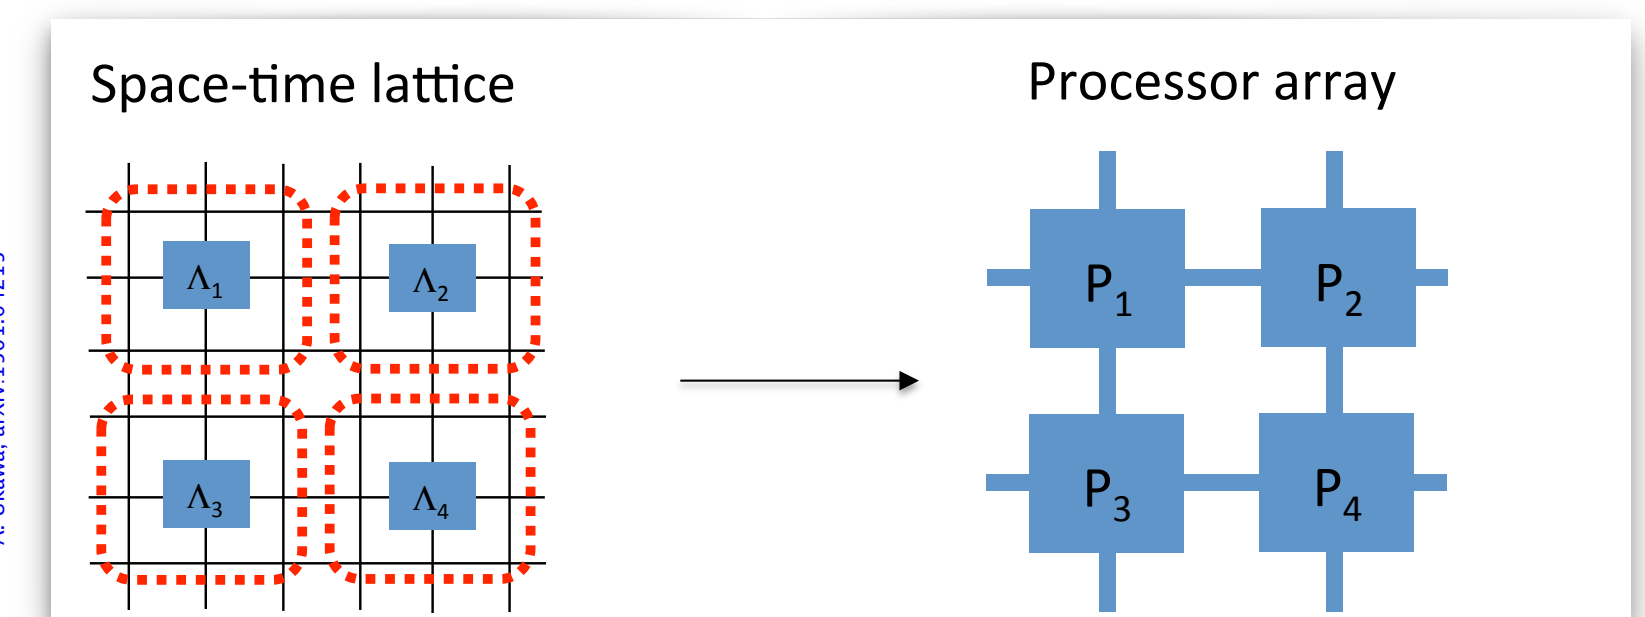 Space-time lattice
Processor array
Λ1
Λ2
Λ3
Λ4
P1
P2
P3
P4